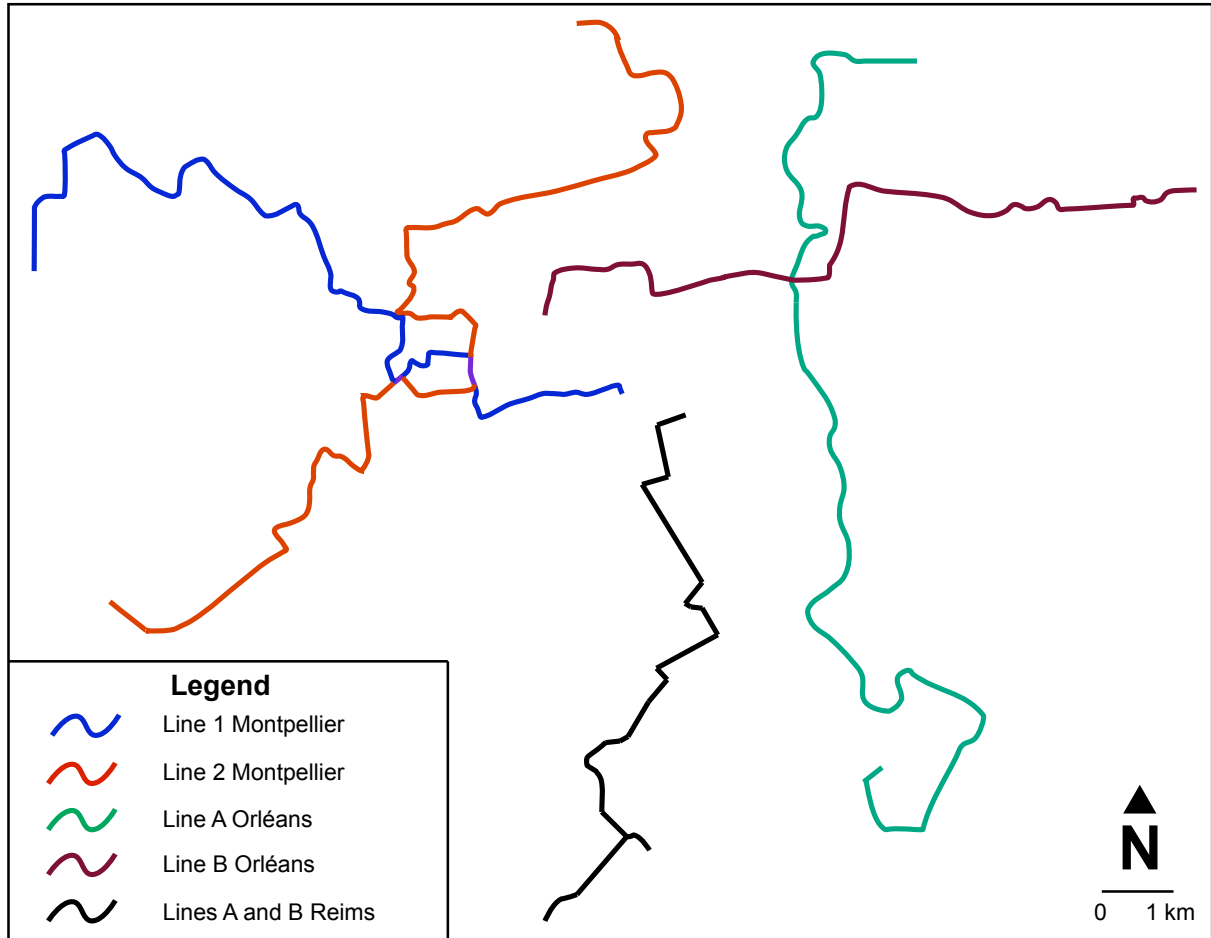 Legend
Line 1 Montpellier
Line 2 Montpellier
Line A Orléans
Line B Orléans
Lines A and B Reims
N
0 1 km